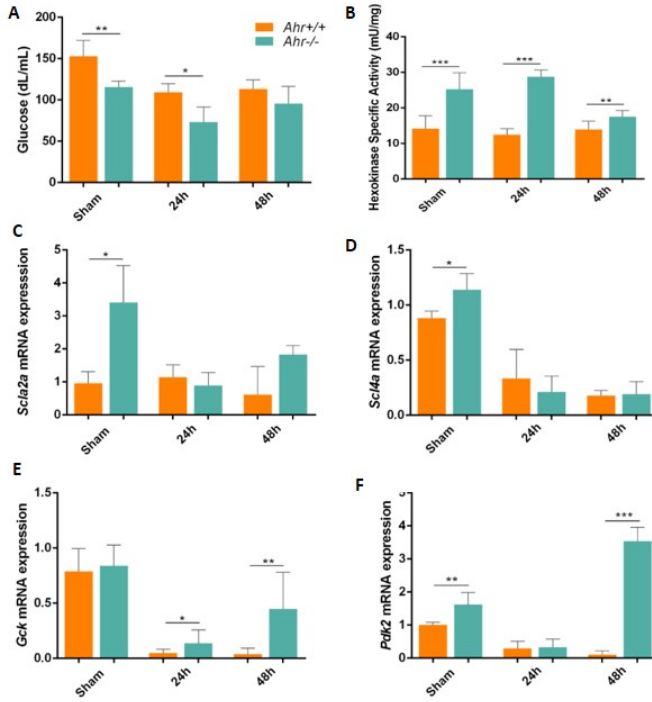 A
Glucose (dL/mL)
200
150
100
50
0
**
*
Ahr+/+
Ahr-/-
Sham
24h
48h
B
Hexokinase Specific Activity (mU/mg)
40
30
20
10
0
***
***
**
Sham
24h
48h
C
Scla2a mRNA expresssion
5
4
3
2
1
0
*
Sham
24h
48h
D
Scl4a mRNA expression
1.5
1.0
0.5
0.0
*
Sham
24h
48h
E
Gck mRNA expression
1.5
1.0
0.5
0.0
*
**
Sham
24h
48h
F
Pdk2 mRNA expression
5
4
3
2
1
0
**
***
Sham
24h
48h